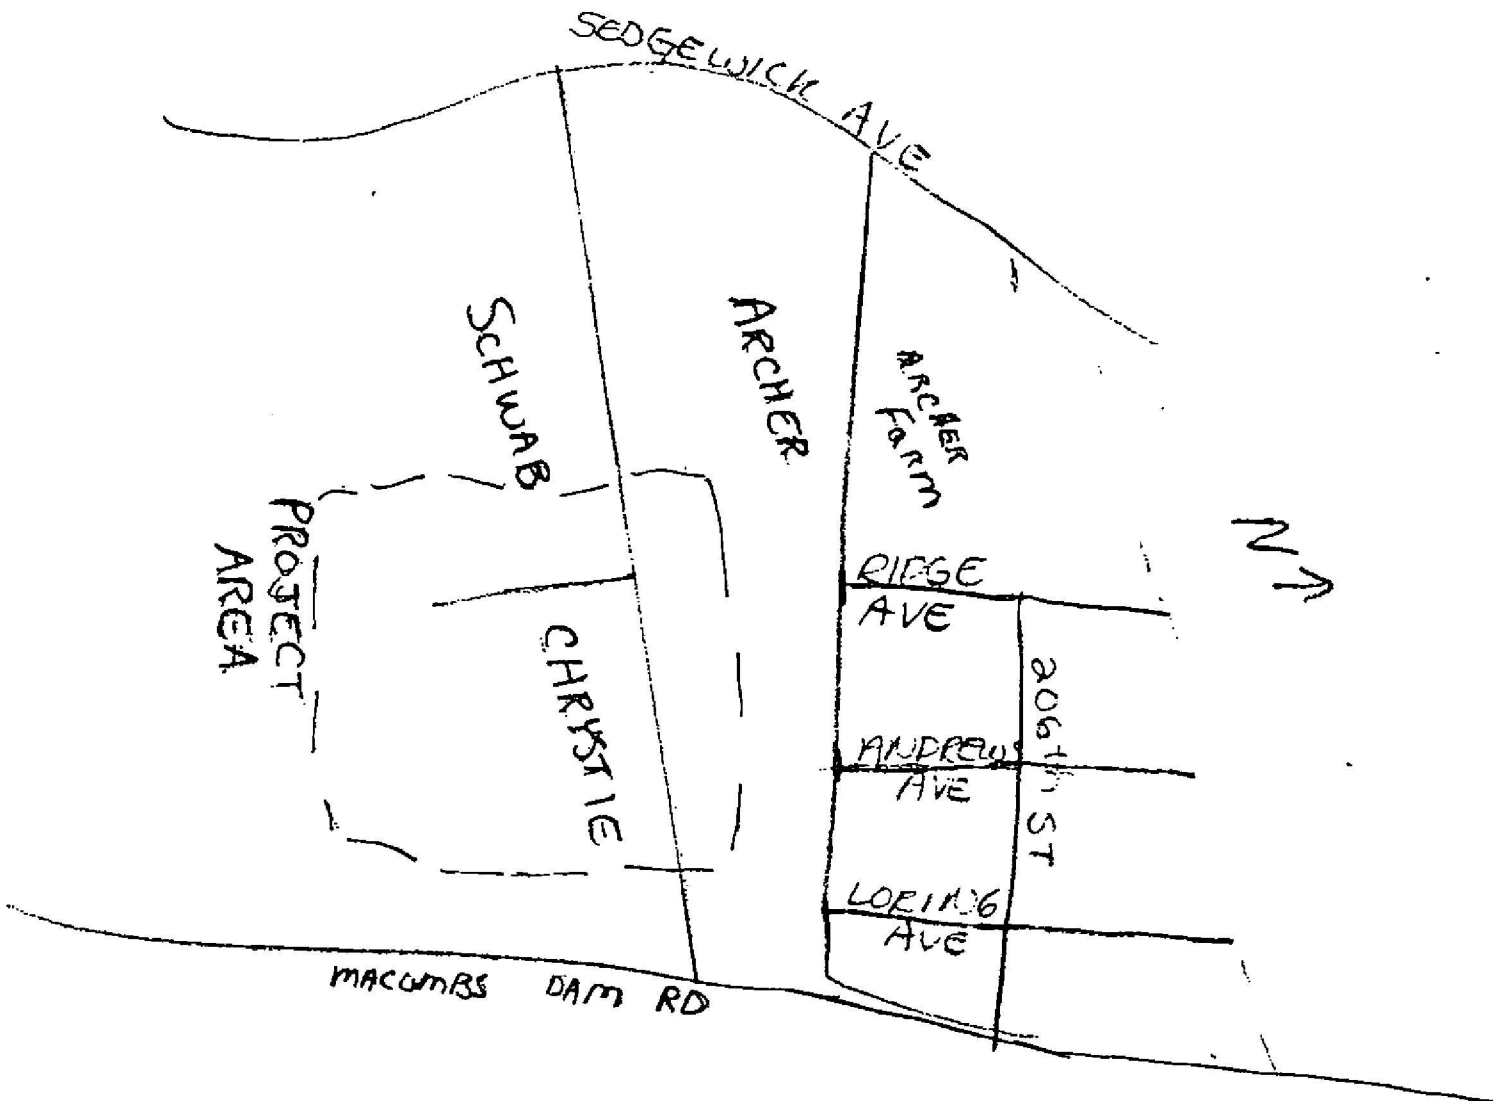 SEDGEWICK AVE
SCHWAB
ARCHER
ARCHER
FARM
PROJECT
AREA
CHRYSTIE
RIDGE
AVE
N
206th ST
ANDREWS
AVE
LORING
AVE
MACOMBS DAM RD